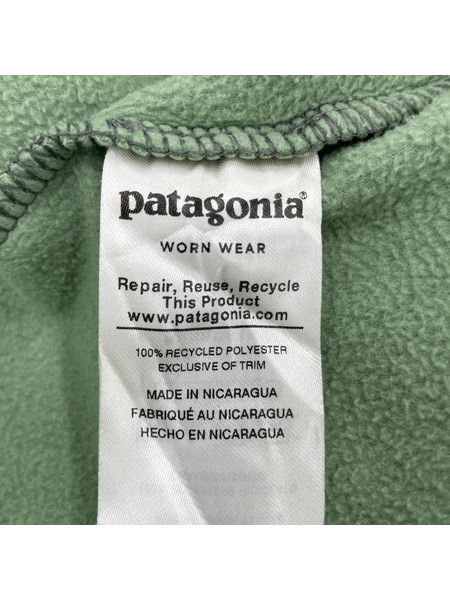 patagonia®
WORN WEAR
Repair, Reuse, Recycle
This Product
www.patagonia.com
100% RECYCLED POLYESTER
EXCLUSIVE OF TRIM
MADE IN NICARAGUA
FABRIQUÉ AU NICARAGUA
HECHO EN NICARAGUA